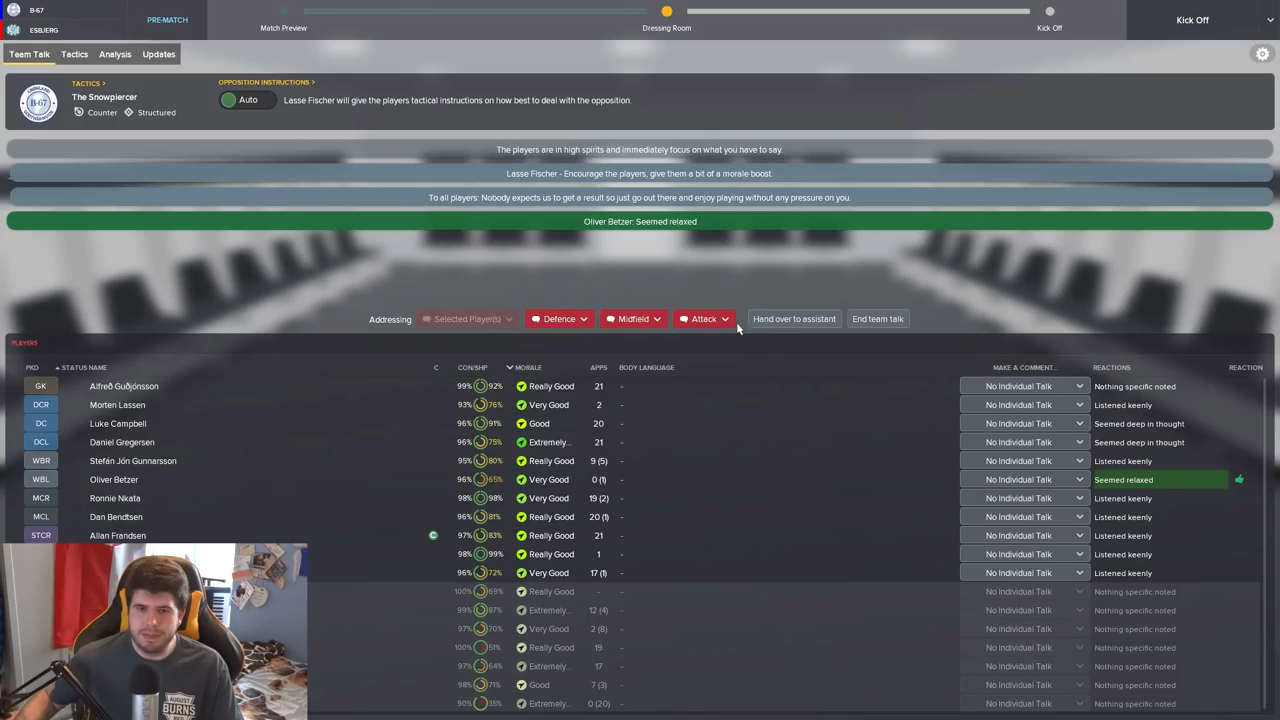 B-67
ESBJERG
PRE-MATCH
Match Preview
Dressing Room
Kick Off
Kick Off
Team Talk Tactics Analysis Updates
B-67
TACTICS >
The Snowpiercer
Counter Structured
OPPOSITION INSTRUCTIONS >
Auto Lasse Fischer will give the players tactical instructions on how best to deal with the opposition.
The players are in high spirits and immediately focus on what you have to say.
Lasse Fischer - Encourage the players, give them a bit of a morale boost.
To all players: Nobody expects us to get a result so just go out there and enjoy playing without any pressure on you.
Oliver Betzer: Seemed relaxed
Addressing Selected Player(s) Defence Midfield Attack Hand over to assistant End team talk
PLAYERS
PKD STATUS NAME C CON/SHP MORALE APPS BODY LANGUAGE MAKE A COMMENT... REACTIONS REACTION
GK Alfreð Guðjónsson 99% 92% Really Good 21 - No Individual Talk Nothing specific noted
DCR Morten Lassen 93% 76% Very Good 2 - No Individual Talk Listened keenly
DC Luke Campbell 96% 91% Good 20 - No Individual Talk Seemed deep in thought
DCL Daniel Gregersen 96% 75% Extremely... 21 - No Individual Talk Seemed deep in thought
WBR Stefán Jón Gunnarsson 95% 80% Really Good 9 (5) - No Individual Talk Listened keenly
WBL Oliver Betzer 96% 65% Very Good 0 (1) - No Individual Talk Seemed relaxed
MCR Ronnie Nkata 98% 98% Very Good 19 (2) - No Individual Talk Listened keenly
MCL Dan Bendtsen 96% 81% Really Good 20 (1) - No Individual Talk Listened keenly
STCR Allan Frandsen C 97% 83% Really Good 21 - No Individual Talk Listened keenly
98% 99% Really Good 1 - No Individual Talk Listened keenly
96% 72% Very Good 17 (1) - No Individual Talk Listened keenly
100% 69% Really Good - - No Individual Talk Nothing specific noted
99% 87% Extremely... 12 (4) - No Individual Talk Nothing specific noted
97% 70% Very Good 2 (8) - No Individual Talk Nothing specific noted
100% 51% Really Good 19 - No Individual Talk Nothing specific noted
97% 64% Extremely... 17 - No Individual Talk Nothing specific noted
98% 71% Good 7 (3) - No Individual Talk Nothing specific noted
90% 35% Extremely... 0 (20) - No Individual Talk Nothing specific noted
AUGUST
BURNS